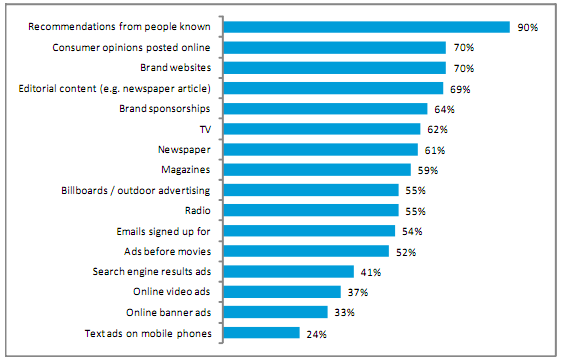 Recommendations from people known 90%
Consumer opinions posted online 70%
Brand websites 70%
Editorial content (e.g. newspaper article) 69%
Brand sponsorships 64%
TV 62%
Newspaper 61%
Magazines 59%
Billboards / outdoor advertising 55%
Radio 55%
Emails signed up for 54%
Ads before movies 52%
Search engine results ads 41%
Online video ads 37%
Online banner ads 33%
Text ads on mobile phones 24%